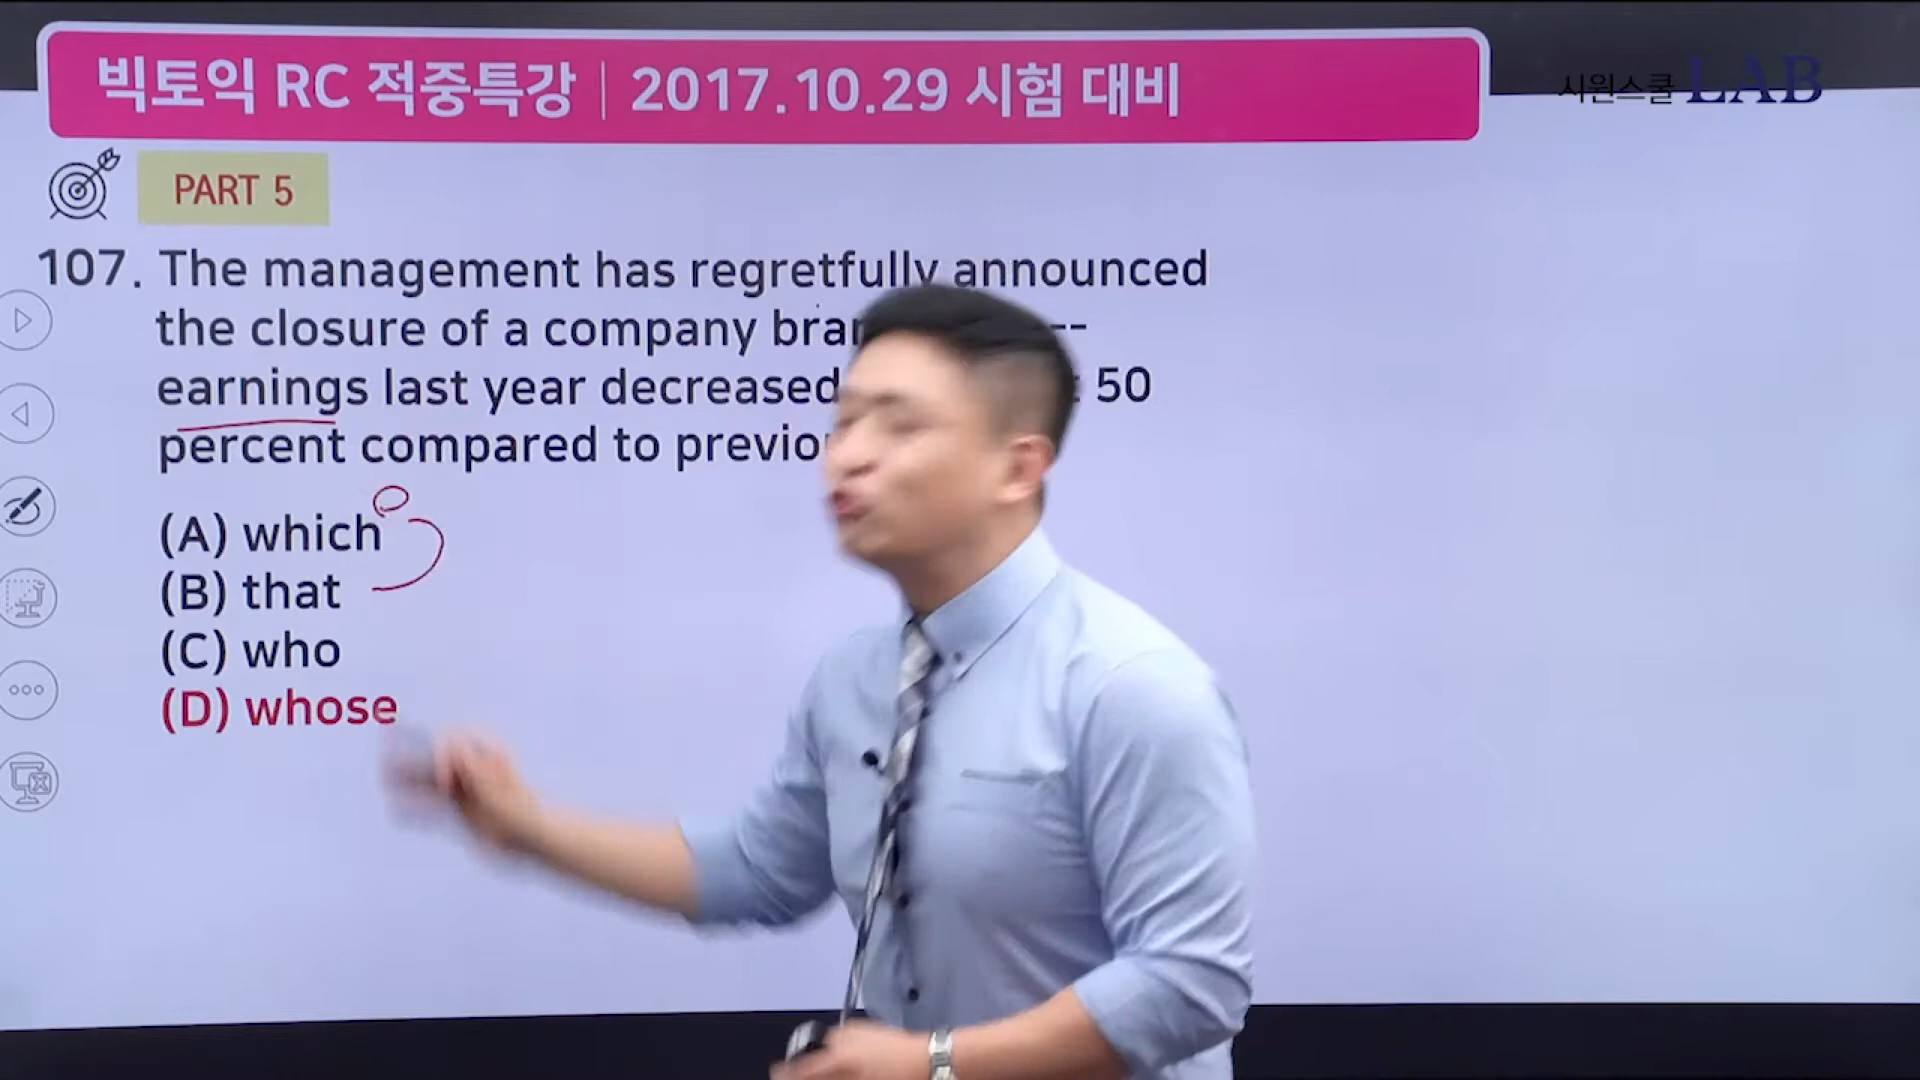 빅토익 RC 적중특강 | 2017.10.29 시험 대비
시원스쿨 LAB
PART 5
107. The management has regretfully announced
the closure of a company --
earnings last year decreased 50
percent compared to
(A) which
(B) that
(C) who
(D) whose